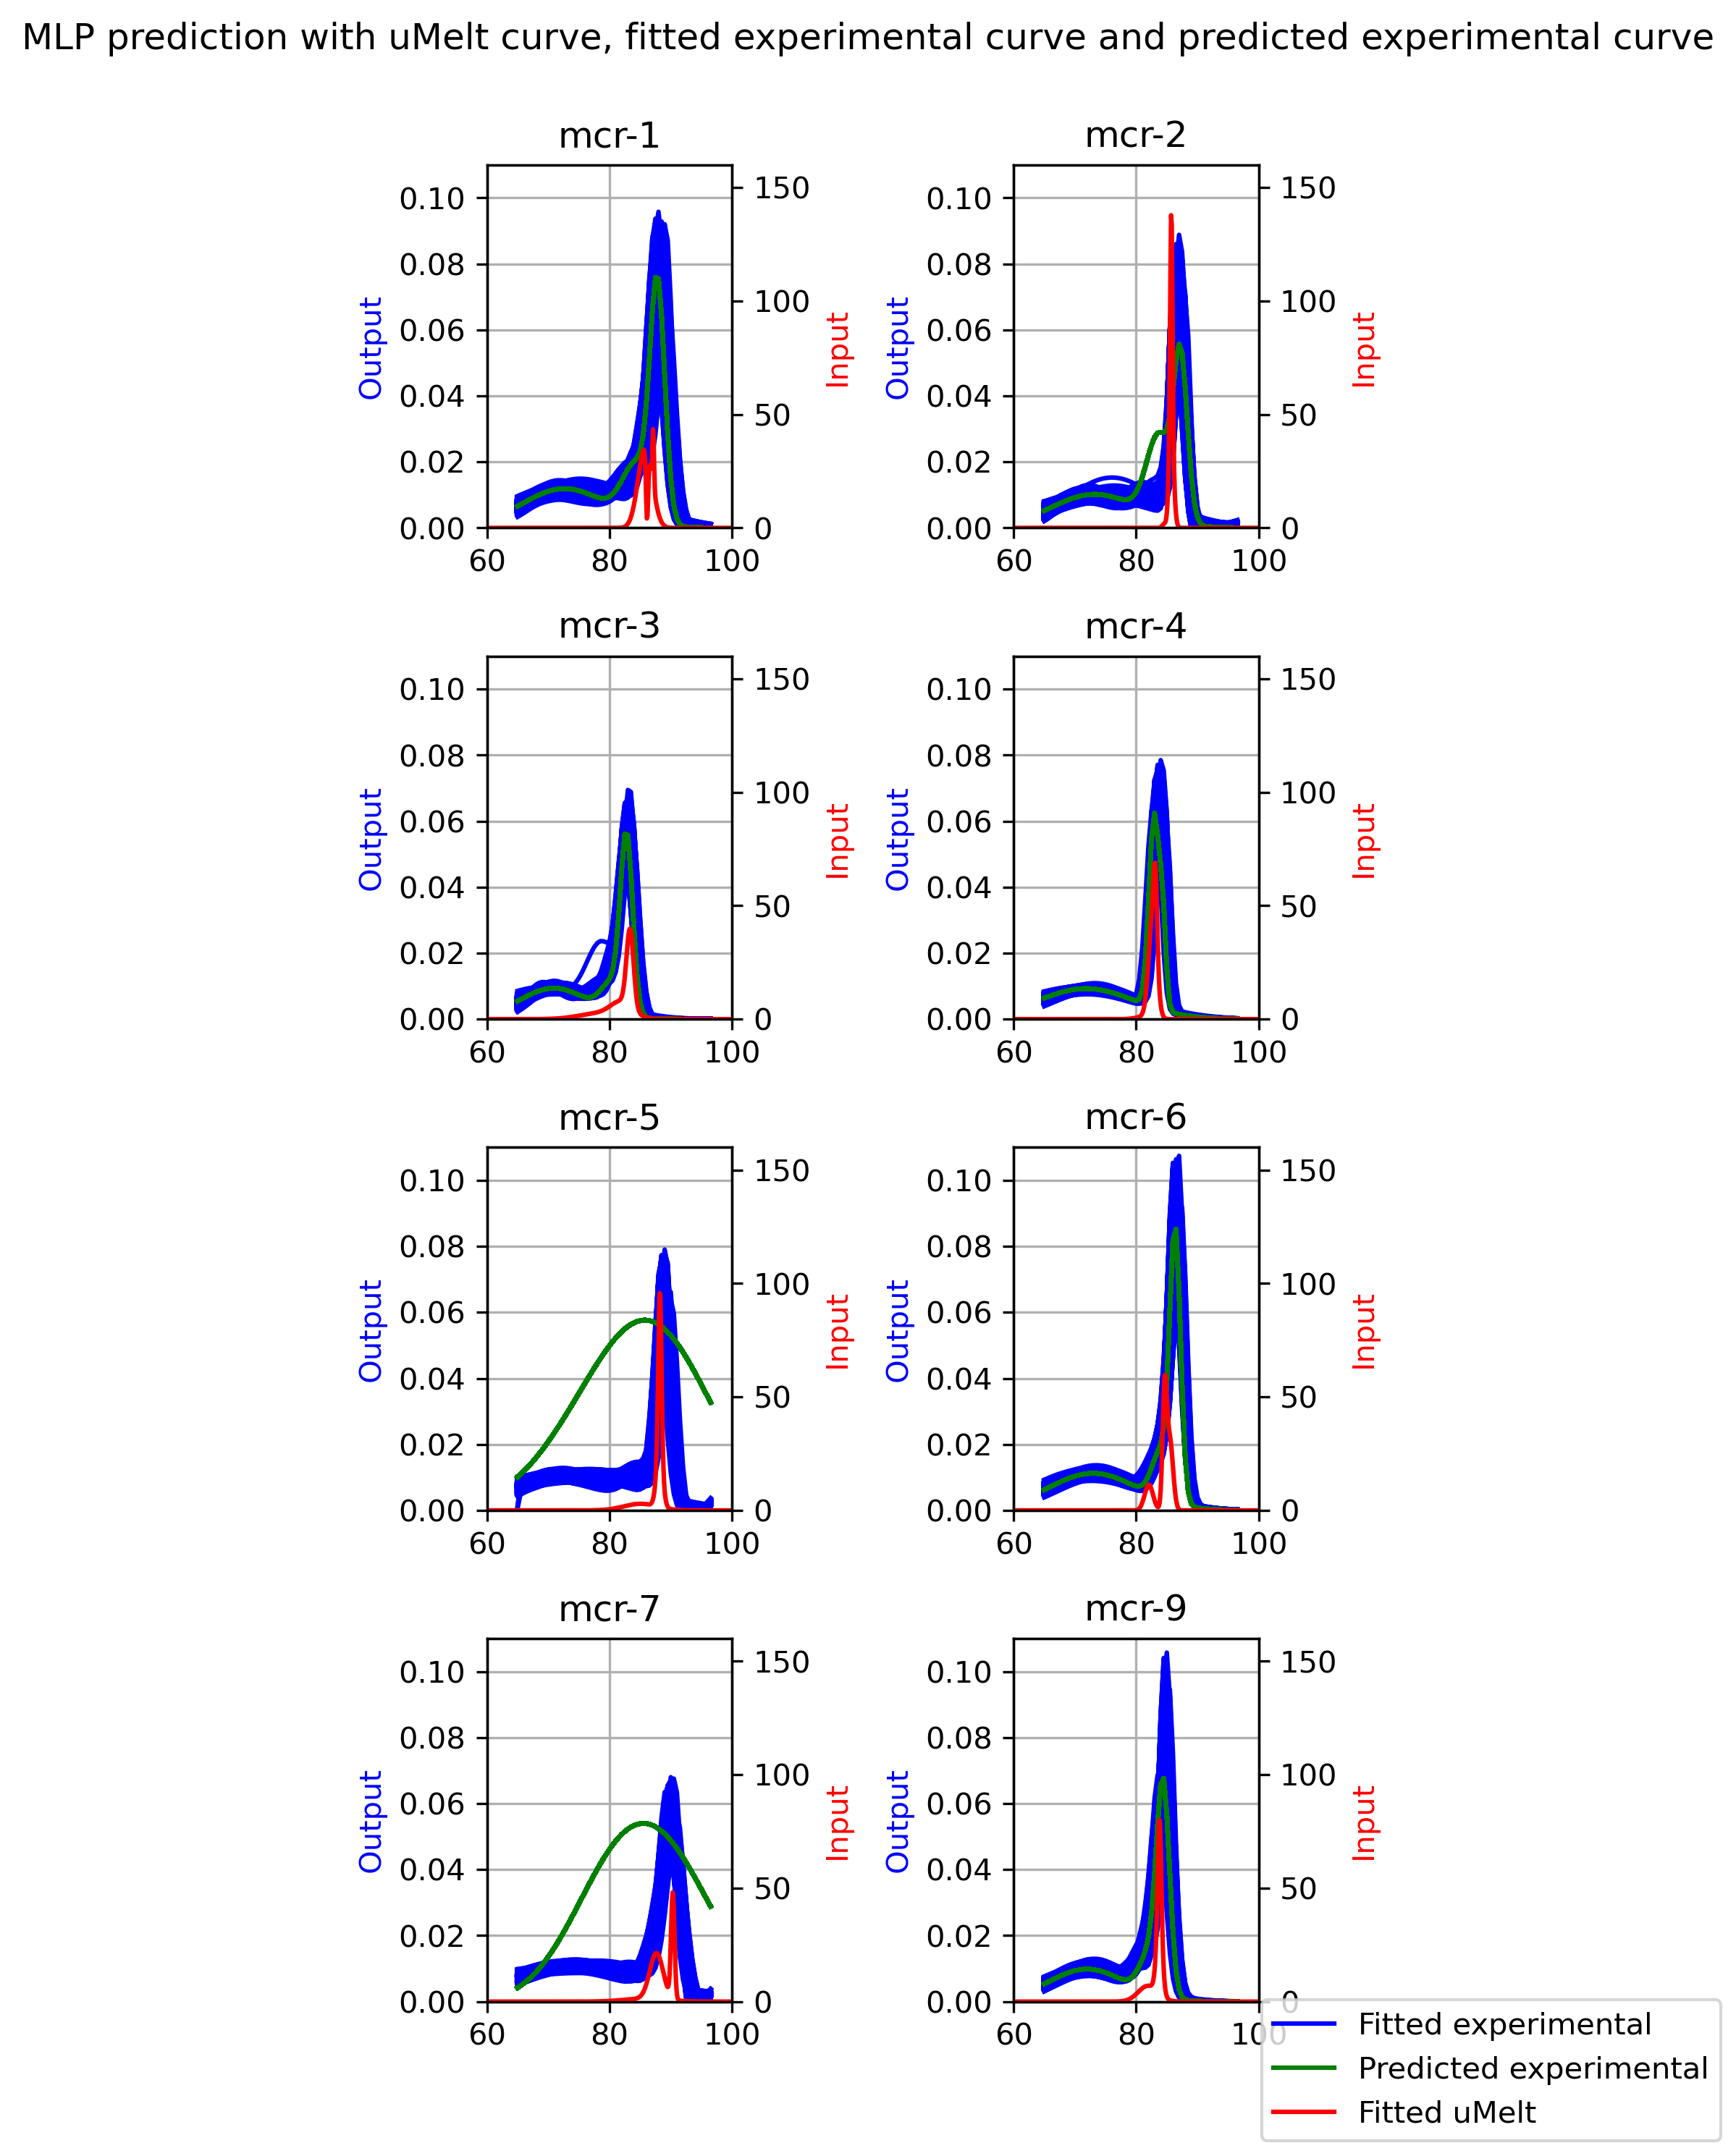 MLP prediction with uMelt curve, fitted experimental curve and predicted experimental curve
mcr-1
0.10
0.08
0.06
0.04
0.02
0.00
Output
150
100
50
0
Input
60 80 100
mcr-2
0.10
0.08
0.06
0.04
0.02
0.00
Output
150
100
50
0
Input
60 80 100
mcr-3
0.10
0.08
0.06
0.04
0.02
0.00
Output
150
100
50
0
Input
60 80 100
mcr-4
0.10
0.08
0.06
0.04
0.02
0.00
Output
150
100
50
0
Input
60 80 100
mcr-5
0.10
0.08
0.06
0.04
0.02
0.00
Output
150
100
50
0
Input
60 80 100
mcr-6
0.10
0.08
0.06
0.04
0.02
0.00
Output
150
100
50
0
Input
60 80 100
mcr-7
0.10
0.08
0.06
0.04
0.02
0.00
Output
150
100
50
0
Input
60 80 100
mcr-9
0.10
0.08
0.06
0.04
0.02
0.00
Output
150
100
50
0
Input
60 80 100
Fitted experimental
Predicted experimental
Fitted uMelt